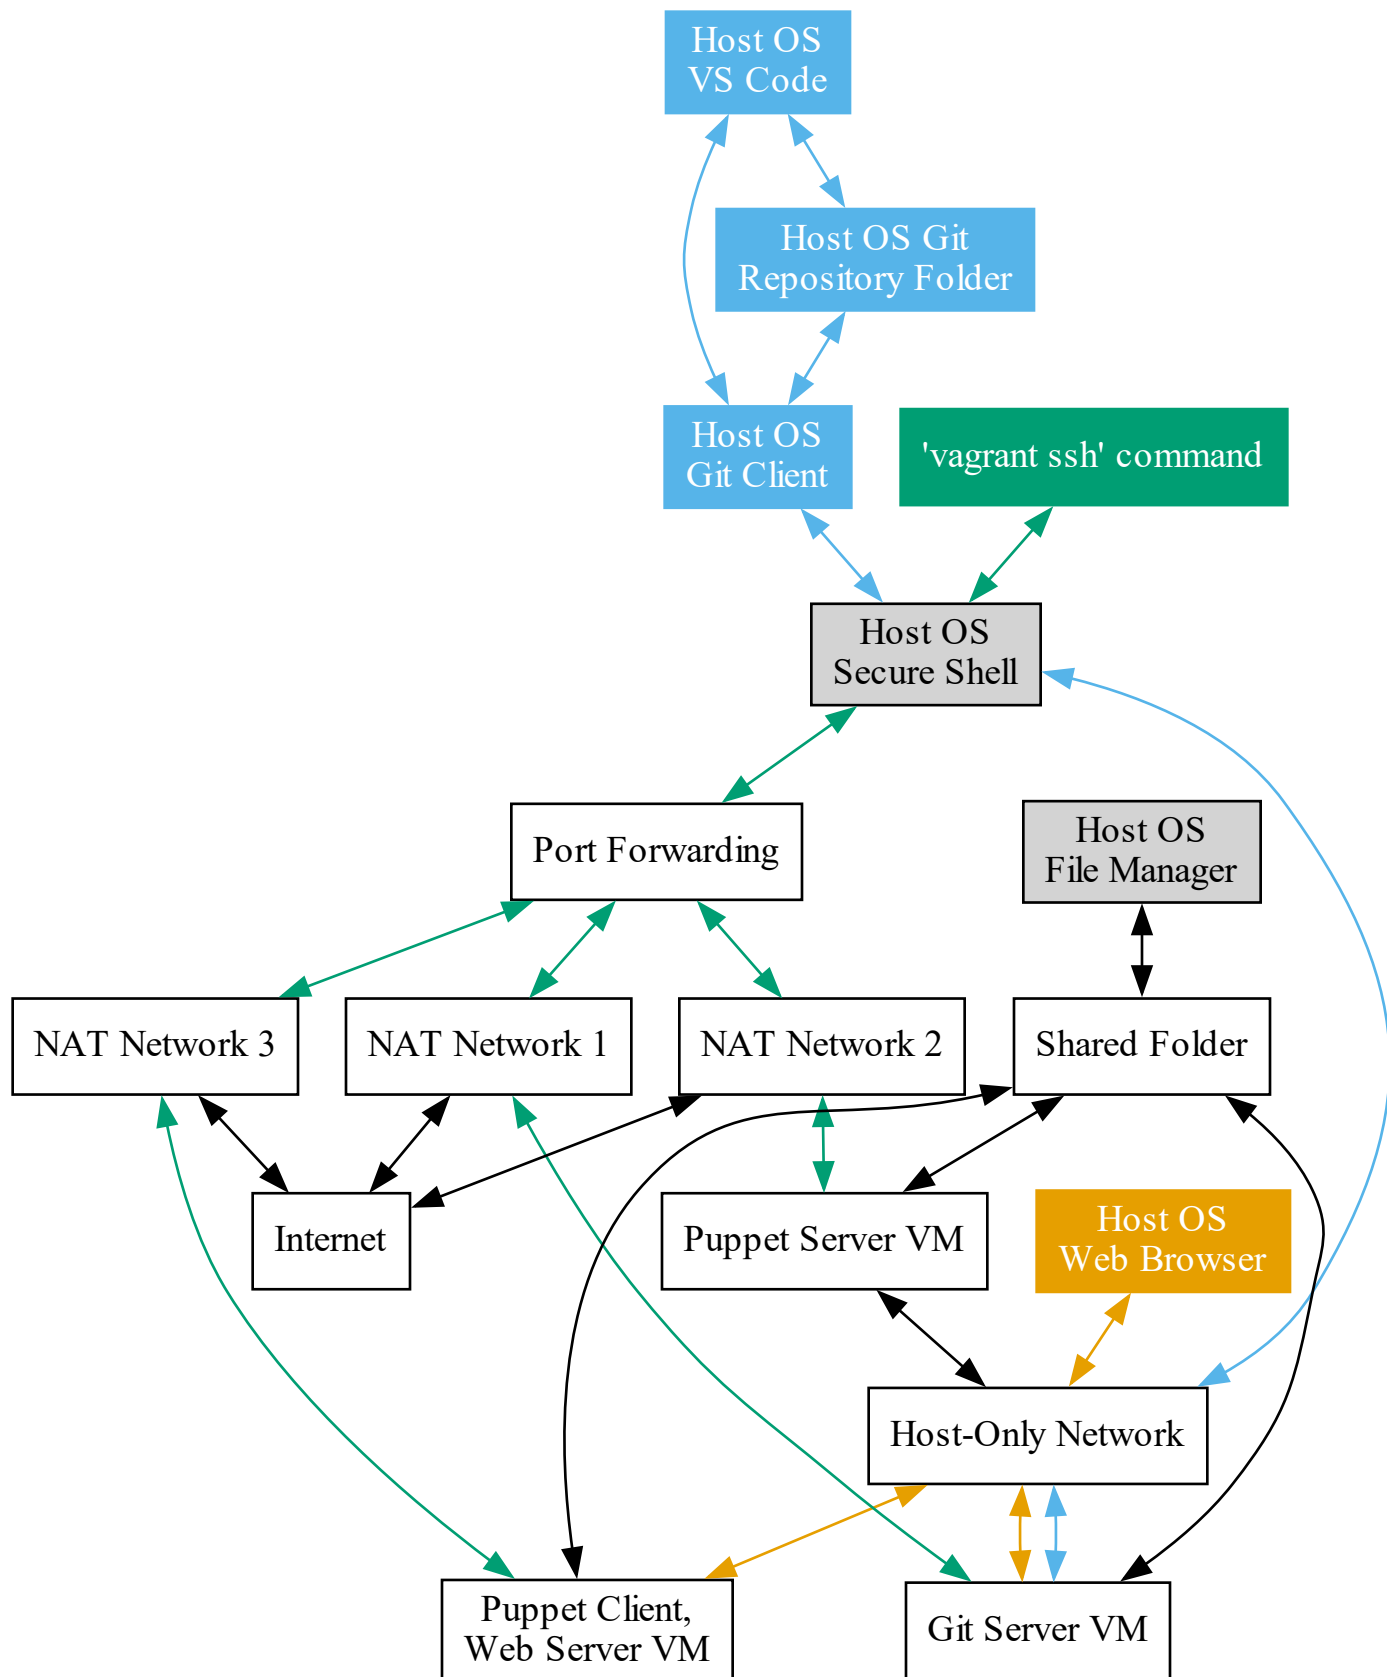 Host OS
VS Code
Host OS Git
Repository Folder
Host OS
Git Client
'vagrant ssh' command
Host OS
Secure Shell
Port Forwarding
Host OS
File Manager
NAT Network 3
NAT Network 1
NAT Network 2
Shared Folder
Internet
Puppet Server VM
Host OS
Web Browser
Host-Only Network
Puppet Client,
Web Server VM
Git Server VM